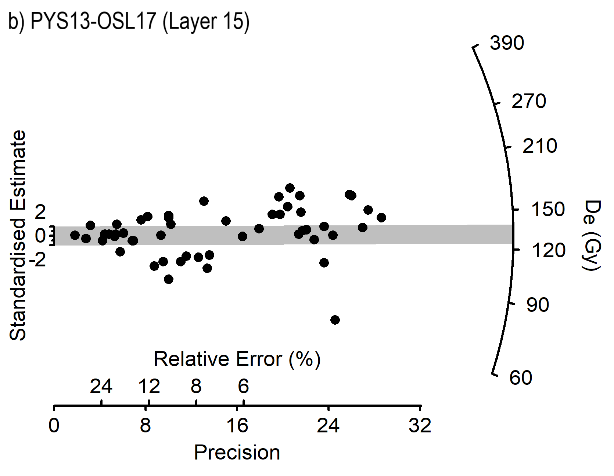 b) PYS13-OSL17 (Layer 15)
390
270
210
150
120
90
60
De (Gy)
Standardised Estimate
2
0
-2
Relative Error (%)
24 12 8 6
0 8 16 24 32
Precision